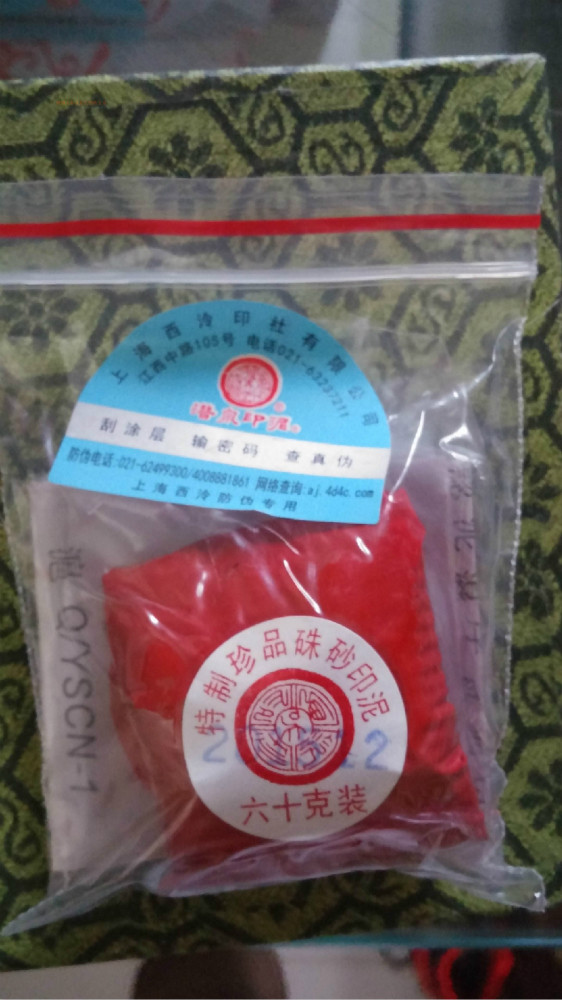 上海西泠印社有限公司
江西中路105号 电话021-63237211
潜泉印泥
刮涂层 输密码 查真伪
防伪电话:021-62499300/4008881861 网络查询:aj.4d4c.com
上海西泠防伪专用
Q/YSCN-1
特制珍品硃砂印泥
六十克装